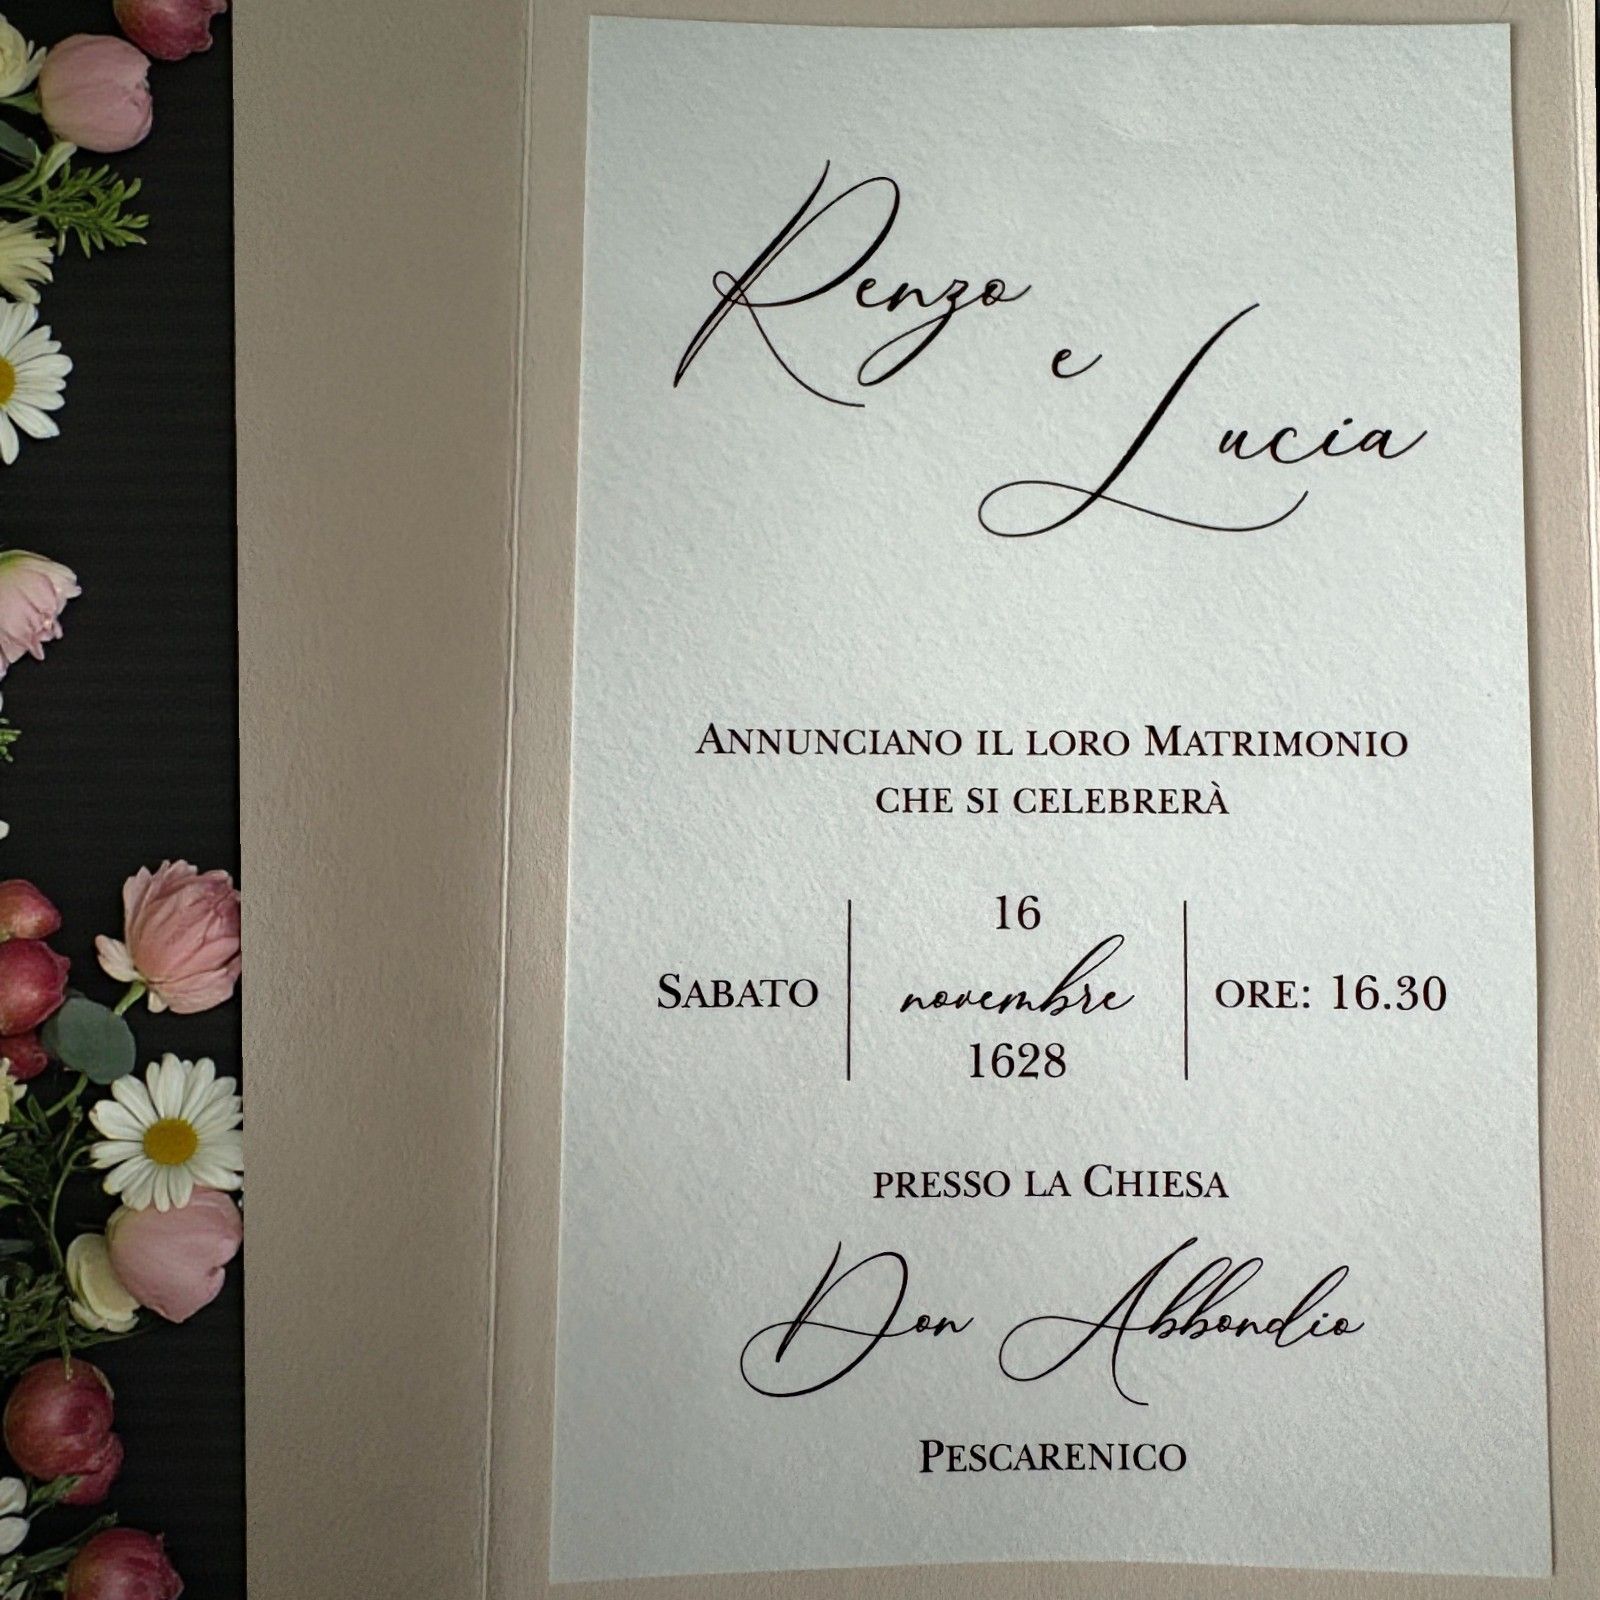 Renzo
e
Lucia
Annunciano il loro Matrimonio
che si celebrerà
Sabato
16
novembre
1628
ore: 16.30
presso la Chiesa
Don Abbondio
Pescarenico